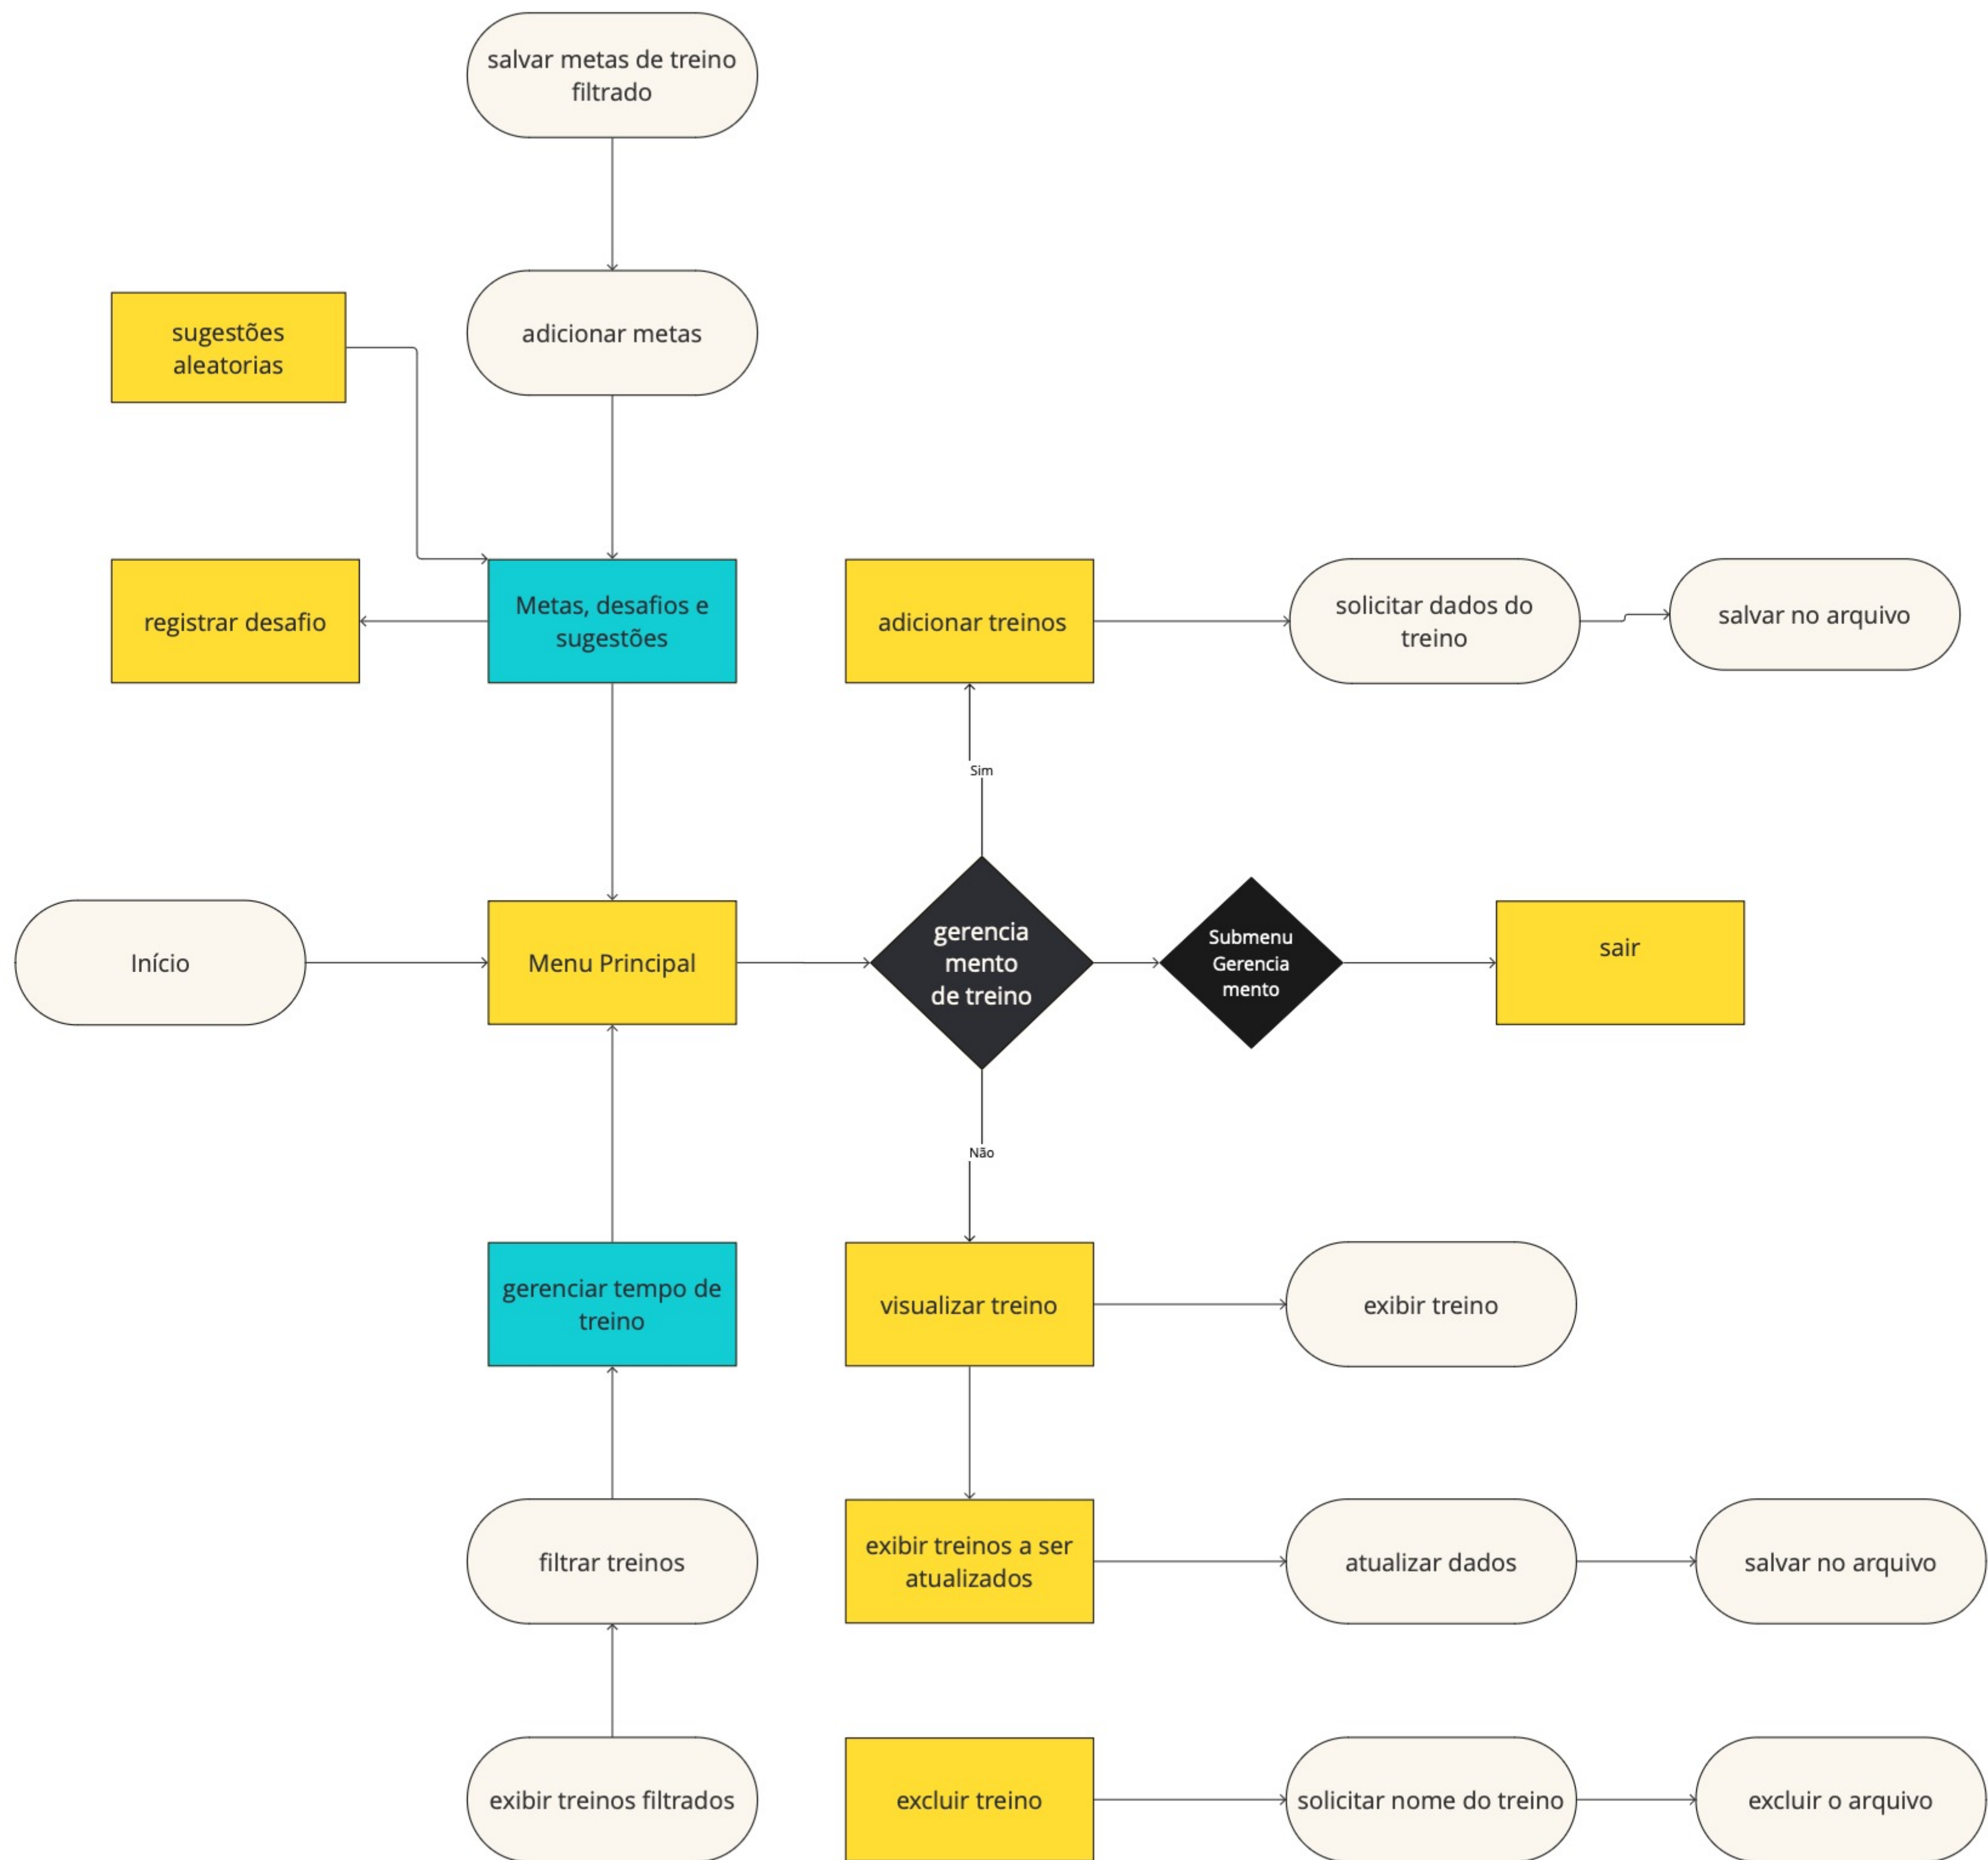 salvar metas de treino
filtrado
adicionar metas
sugestões
aleatorias
registrar desafio
Metas, desafios e
sugestões
adicionar treinos
solicitar dados do
treino
salvar no arquivo
Sim
Início
Menu Principal
gerencia
mento
de treino
Submenu
Gerencia
mento
sair
Não
gerenciar tempo de
treino
visualizar treino
exibir treino
filtrar treinos
exibir treinos a ser
atualizados
atualizar dados
salvar no arquivo
exibir treinos filtrados
excluir treino
solicitar nome do treino
excluir o arquivo